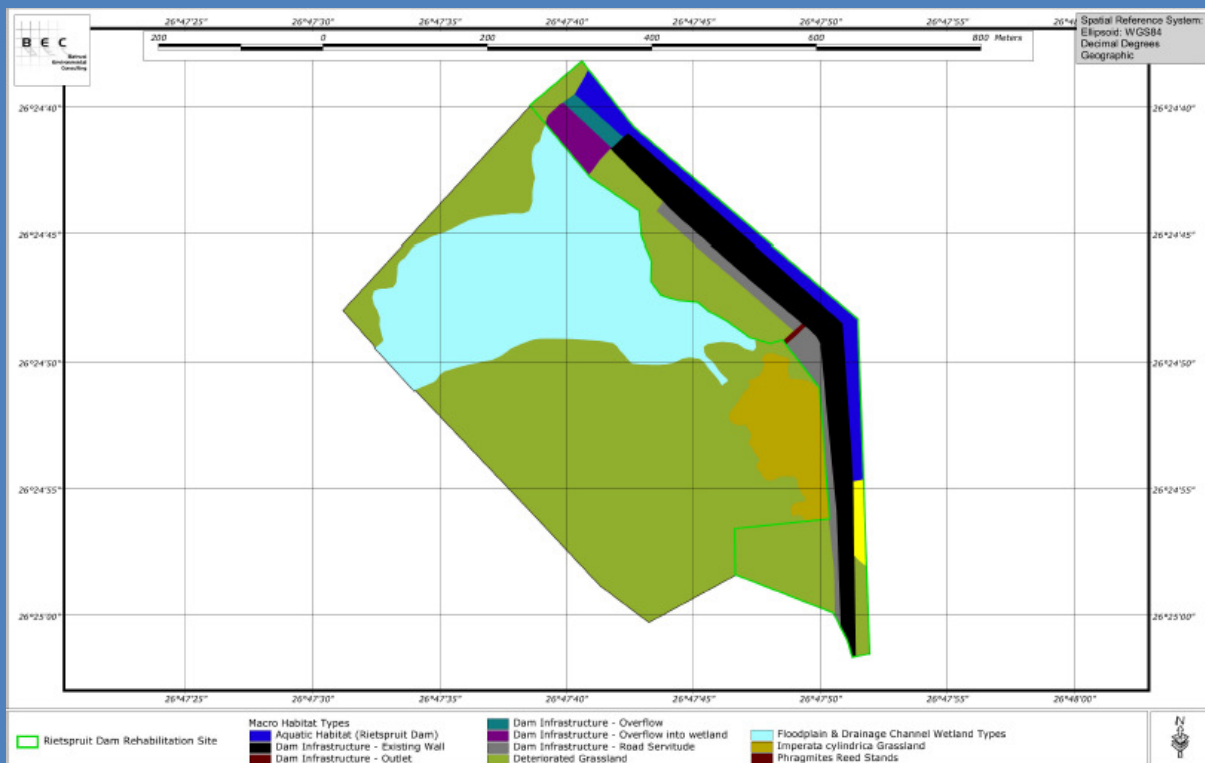 26°47'25" 26°47'30" 26°47'40" 26°47'45" 26°47'50" 26°47'55" 26°48'
B E C
Environmental
Consulting
200 0 200 400 600 800 Meters
Spatial Reference System:
Ellipsoid: WGS84
Decimal Degrees
Geographic
26°24'40" 26°24'40"
26°24'45" 26°24'45"
26°24'50" 26°24'50"
26°24'55" 26°24'55"
26°25'00" 26°25'00"
26°47'25" 26°47'30" 26°47'35" 26°47'40" 26°47'45" 26°47'50" 26°47'55" 26°48'00"
Rietspruit Dam Rehabilitation Site
Macro Habitat Types
Aquatic Habitat (Rietspruit Dam)
Dam Infrastructure - Existing Wall
Dam Infrastructure - Outlet
Dam Infrastructure - Overflow
Dam Infrastructure - Overflow into wetland
Dam Infrastructure - Road Servitude
Deteriorated Grassland
Floodplain & Drainage Channel Wetland Types
Imperata cylindrica Grassland
Phragmites Reed Stands
N